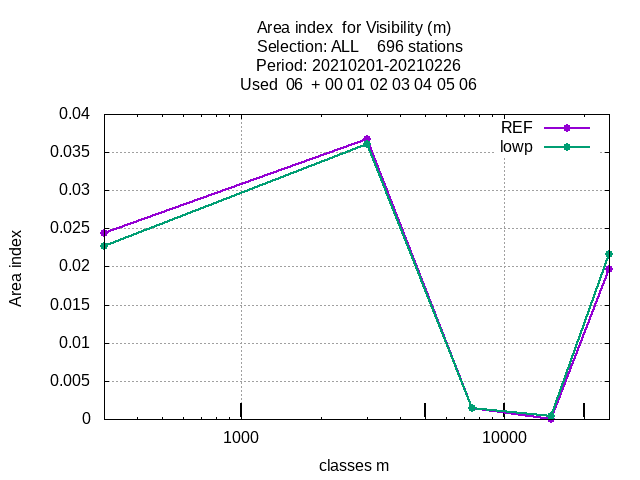 Area index  for Visibility (m)
Selection: ALL    696 stations
Period: 20210201-20210226
Used  06  + 00 01 02 03 04 05 06
REF
lowp
0.04
0.035
0.03
0.025
0.02
0.015
0.01
0.005
0
Area index
1000
10000
classes m